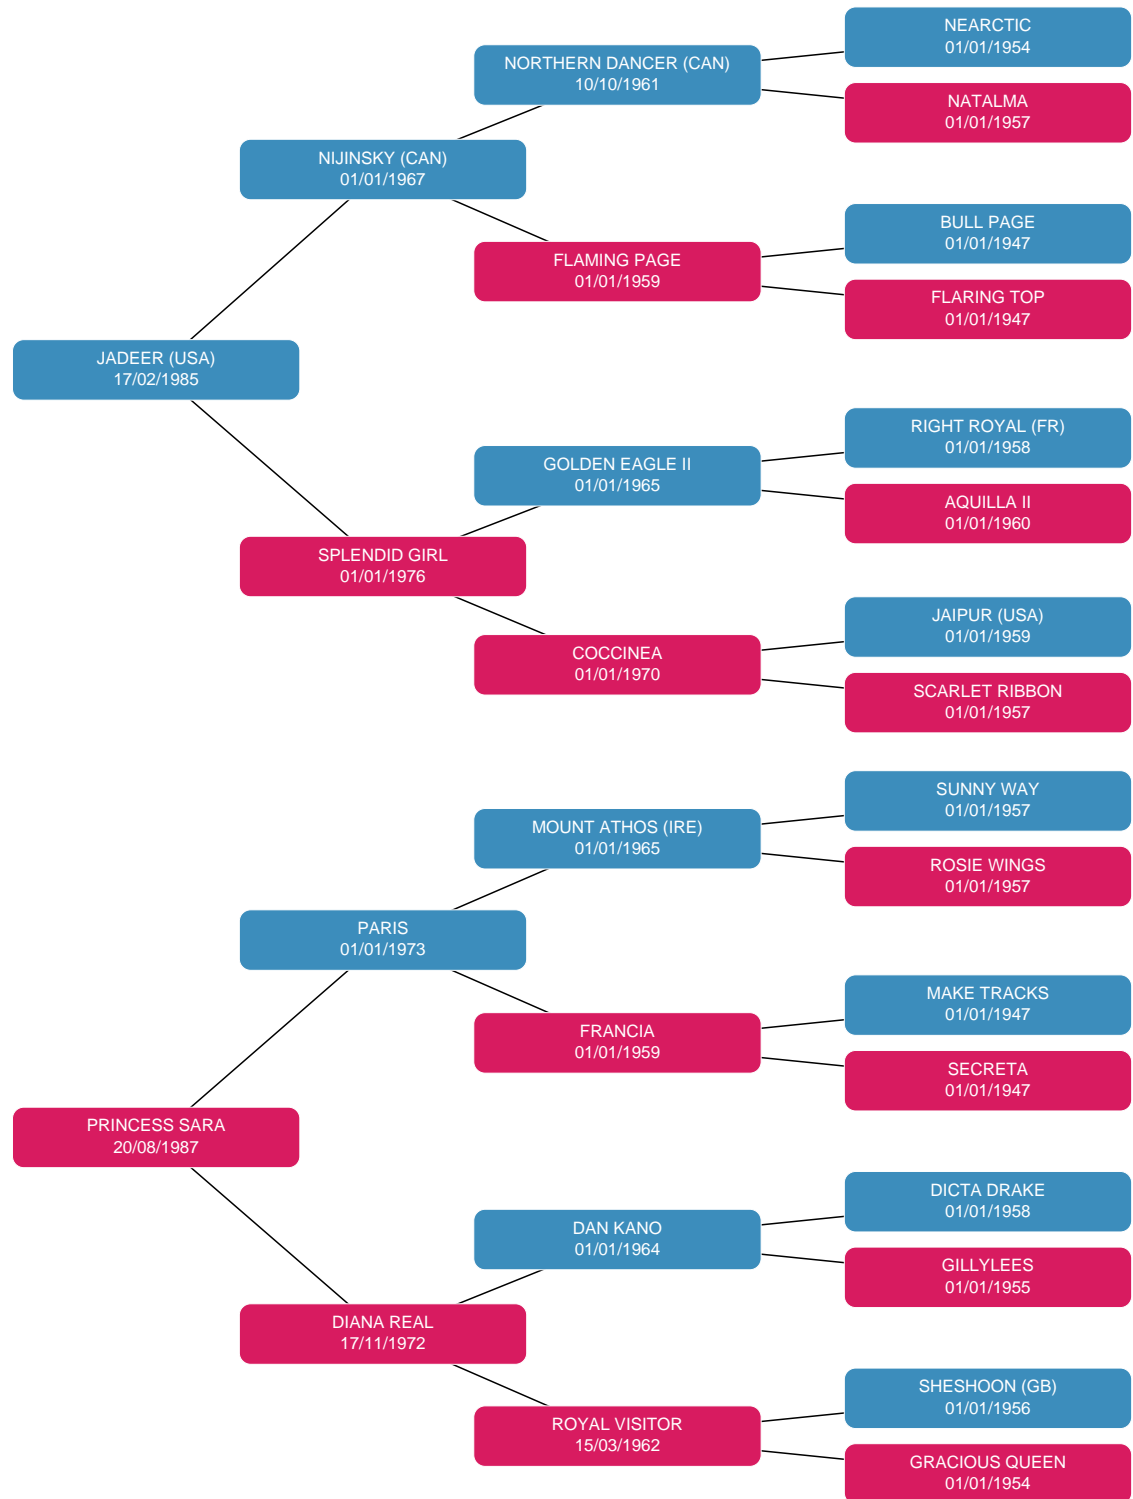 NEARCTIC
01/01/1954
NORTHERN DANCER (CAN)
10/10/1961
NATALMA
01/01/1957
NIJINSKY (CAN)
01/01/1967
BULL PAGE
01/01/1947
FLAMING PAGE
01/01/1959
FLARING TOP
01/01/1947
JADEER (USA)
17/02/1985
RIGHT ROYAL (FR)
01/01/1958
GOLDEN EAGLE II
01/01/1965
AQUILLA II
01/01/1960
SPLENDID GIRL
01/01/1976
JAIPUR (USA)
01/01/1959
COCCINEA
01/01/1970
SCARLET RIBBON
01/01/1957
SUNNY WAY
01/01/1957
MOUNT ATHOS (IRE)
01/01/1965
ROSIE WINGS
01/01/1957
PARIS
01/01/1973
MAKE TRACKS
01/01/1947
FRANCIA
01/01/1959
SECRETA
01/01/1947
PRINCESS SARA
20/08/1987
DICTA DRAKE
01/01/1958
DAN KANO
01/01/1964
GILLYLEES
01/01/1955
DIANA REAL
17/11/1972
SHESHOON (GB)
01/01/1956
ROYAL VISITOR
15/03/1962
GRACIOUS QUEEN
01/01/1954